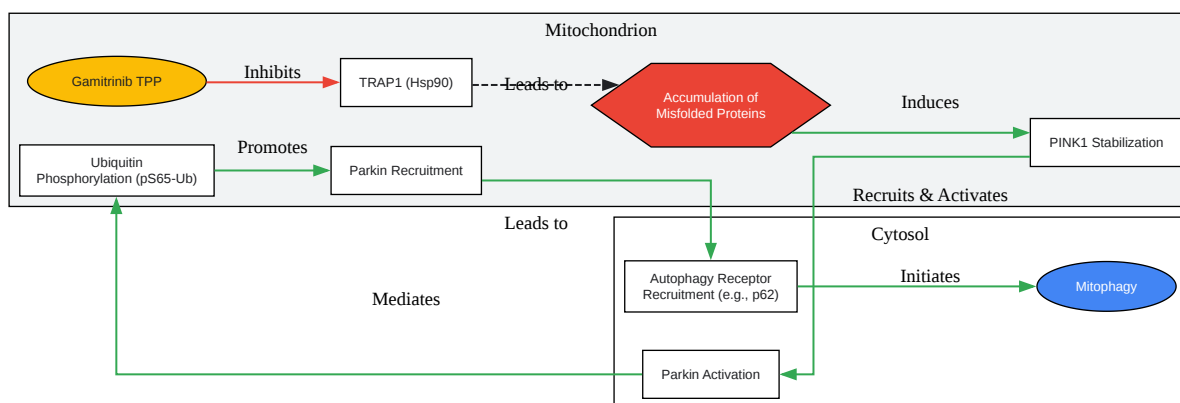 Mitochondrion
Gamitrinib TPP
Inhibits
TRAP1 (Hsp90)
Leads to
Accumulation of
Misfolded Proteins
Induces
PINK1 Stabilization
Ubiquitin
Phosphorylation (pS65-Ub)
Promotes
Parkin Recruitment
Recruits & Activates
Leads to
Cytosol
Autophagy Receptor
Recruitment (e.g., p62)
Initiates
Mitophagy
Mediates
Parkin Activation